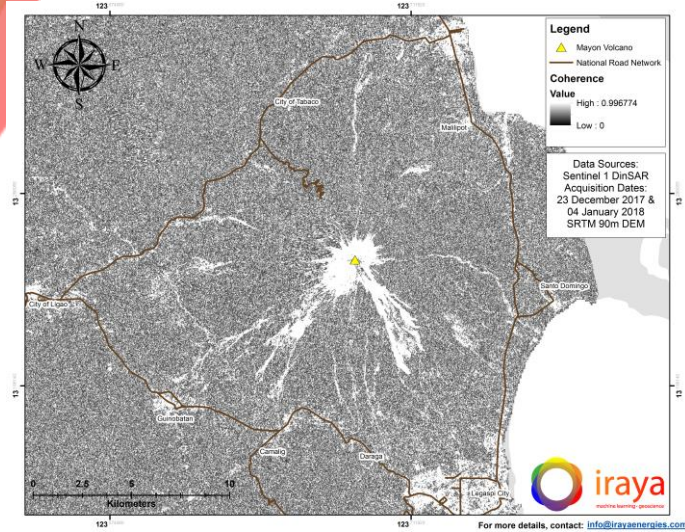 123
123
N
W
E
S
Legend
Mayon Volcano
National Road Network
Coherence
Value
High : 0.996774
Low : 0
Data Sources:
Sentinel 1 DinSAR
Acquisition Dates:
23 December 2017 &
04 January 2018
SRTM 90m DEM
City of Tabaco
Malilipot
13
13
Santo Domingo
City of Ligao
13
13
Guinobatan
Camalig
Daraga
Legaspi City
0 2.5 5 10
Kilometers
iraya
machine learning - geoscience
123
123
For more details, contact: info@irayaenergies.com